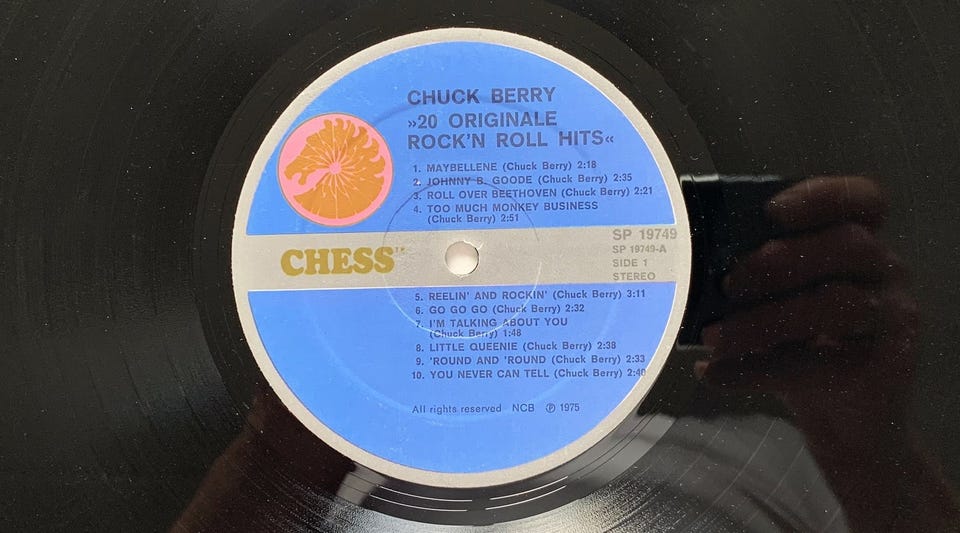 CHUCK BERRY
»20 ORIGINALE
ROCK'N ROLL HITS«
1. MAYBELLENE (Chuck Berry) 2:18
2. JOHNNY B. GOODE (Chuck Berry) 2:35
3. ROLL OVER BEETHOVEN (Chuck Berry) 2:21
4. TOO MUCH MONKEY BUSINESS
(Chuck Berry) 2:51
CHESS
SP 19749
SP 19749-A
SIDE 1
STEREO
5. REELIN' AND ROCKIN' (Chuck Berry) 3:11
6. GO GO GO (Chuck Berry) 2:32
7. I'M TALKING ABOUT YOU
(Chuck Berry) 1:48
8. LITTLE QUEENIE (Chuck Berry) 2:38
9. 'ROUND AND 'ROUND (Chuck Berry) 2:33
10. YOU NEVER CAN TELL (Chuck Berry) 2:40
All rights reserved NCB ℗ 1975